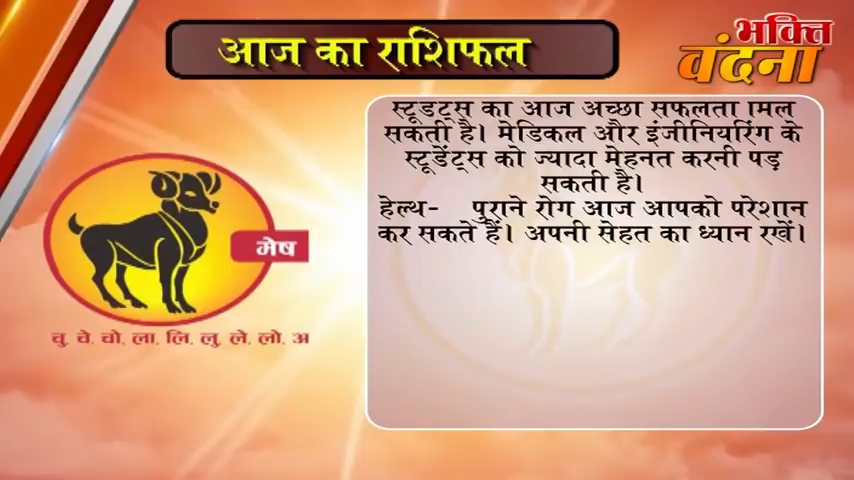 आज का राशिफल
भक्ति
वंदना
स्टूडेंट्स को आज अच्छी सफलता मिल
सकती है। मेडिकल और इंजीनियरिंग के
स्टूडेंट्स को ज्यादा मेहनत करनी पड़
सकती है।
हेल्थ- पुराने रोग आज आपको परेशान
कर सकते हैं। अपनी सेहत का ध्यान रखें।
मेष
चु, चे, चो, ला, लि, लु, ले, लो, अ